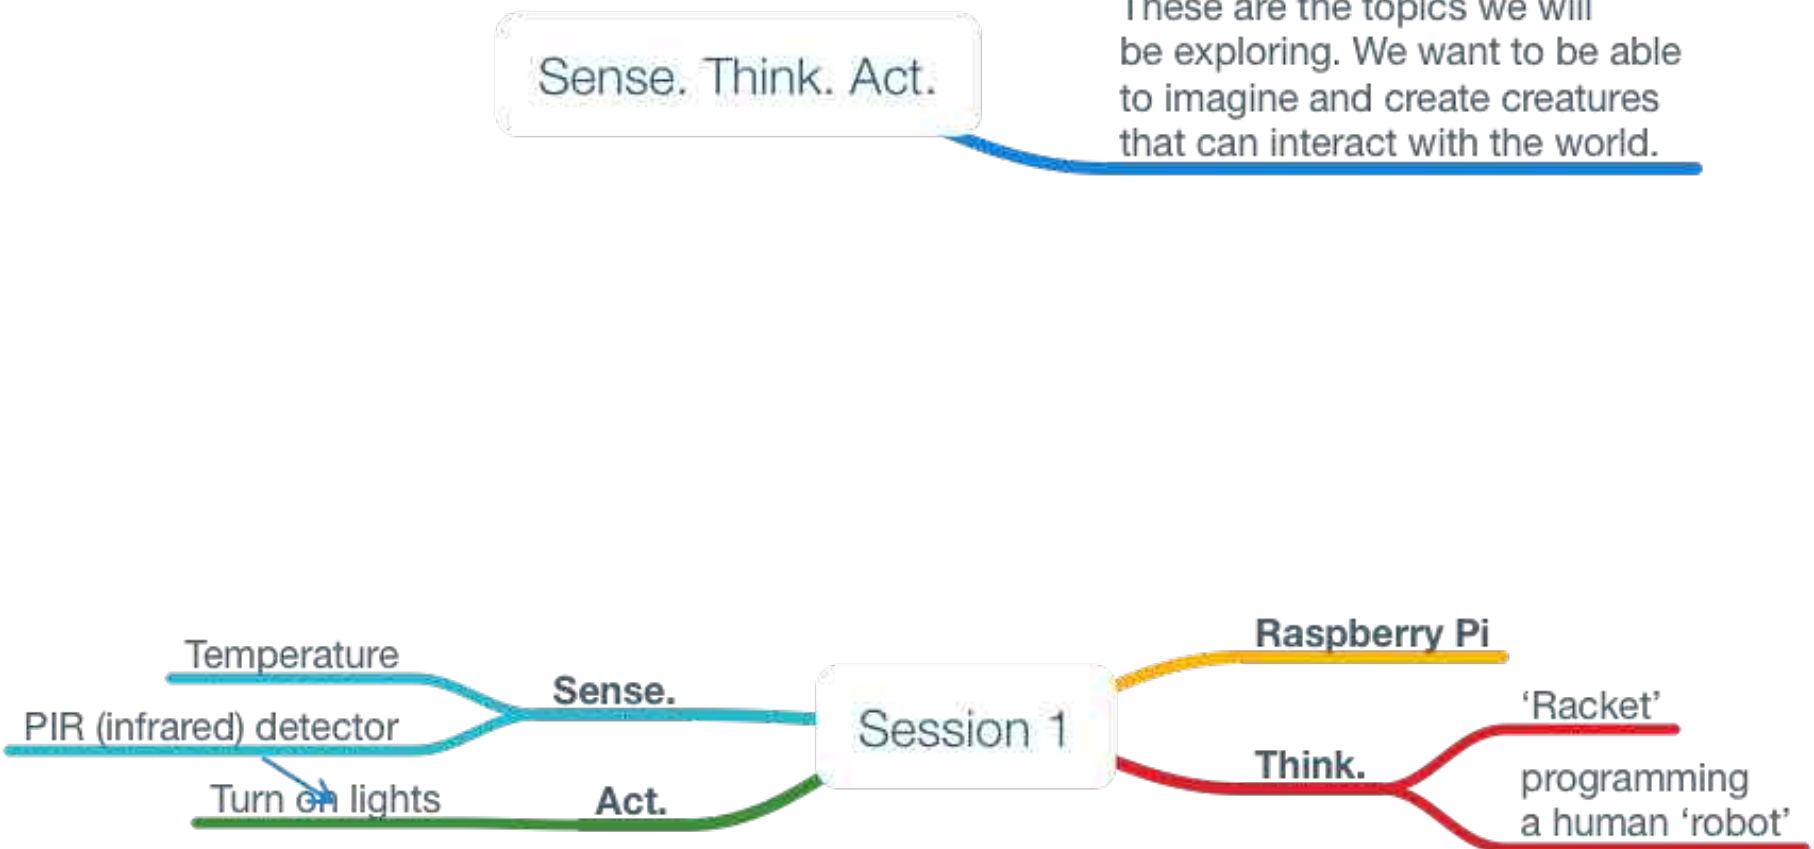 Sense. Think. Act.
These are the topics we will
be exploring. We want to be able
to imagine and create creatures
that can interact with the world.
Session 1
Sense.
Temperature
PIR (infrared) detector
Act.
Turn on lights
Raspberry Pi
Think.
‘Racket’
programming
a human ‘robot’